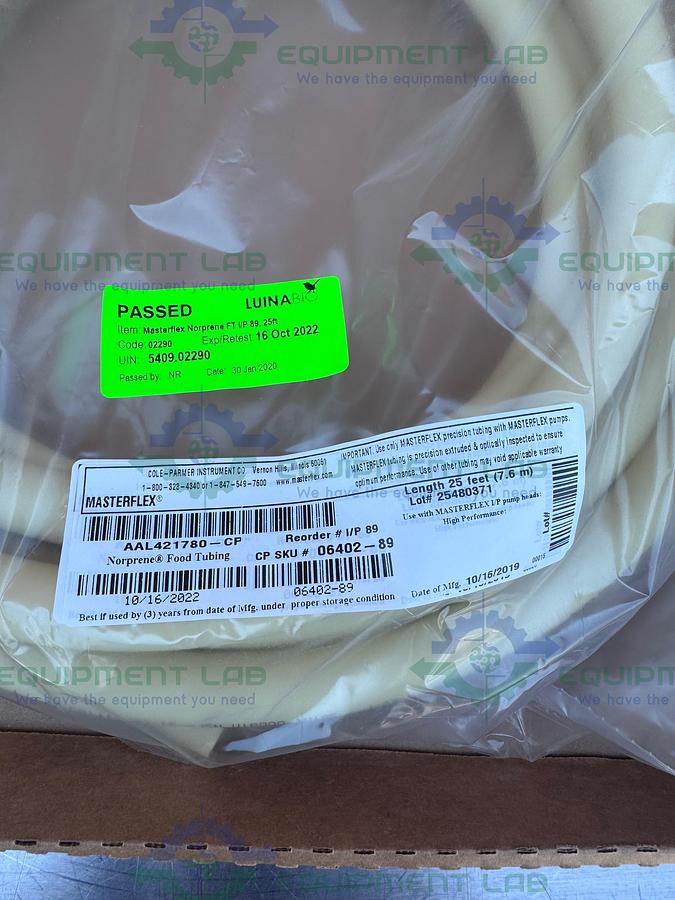 EQUIPMENT LAB
We have the equipment you need
EQUIPMENT LAB
PASSED
LUINABIO
Item: Masterflex Norprene FT I/P 89, 25ft
Code: 02290 Exp/Retest: 16 Oct 2022
UIN: 5409.02290
Passed by: NR Date: 30 Jan 2020
COLE-PARMER INSTRUMENT CO. Vernon Hills, Illinois 60061
1-800-323-4340 or 1-847-549-7600 www.masterflex.com
MASTERFLEX®
AAL421780-CP
Reorder # I/P 89
Norprene® Food Tubing
CP SKU # 06402-89
10/16/2022
06402-89
Best if used by (3) years from date of Mfg. under proper storage condition
IMPORTANT: Use only MASTERFLEX precision tubing with MASTERFLEX pumps.
MASTERFLEX tubing is precision extruded & optically inspected to ensure
optimum performance. Use of other tubing may void applicable warranty
Length 25 feet (7.6 m)
Lot# 25480371
Use with MASTERFLEX I/P pump heads:
High Performance:
Lot#
Date of Mfg. 10/16/2019
00016
EQUIPMENT LAB
We have the equipment you need
We have the
EQUIPMENT LAB